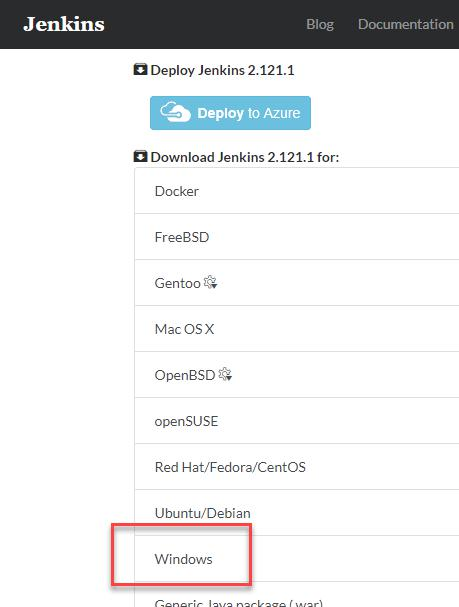 Jenkins
Blog Documentation
Deploy Jenkins 2.121.1
Deploy to Azure
Download Jenkins 2.121.1 for:
Docker
FreeBSD
Gentoo
Mac OS X
OpenBSD
openSUSE
Red Hat/Fedora/CentOS
Ubuntu/Debian
Windows
Generic Java package (.war)